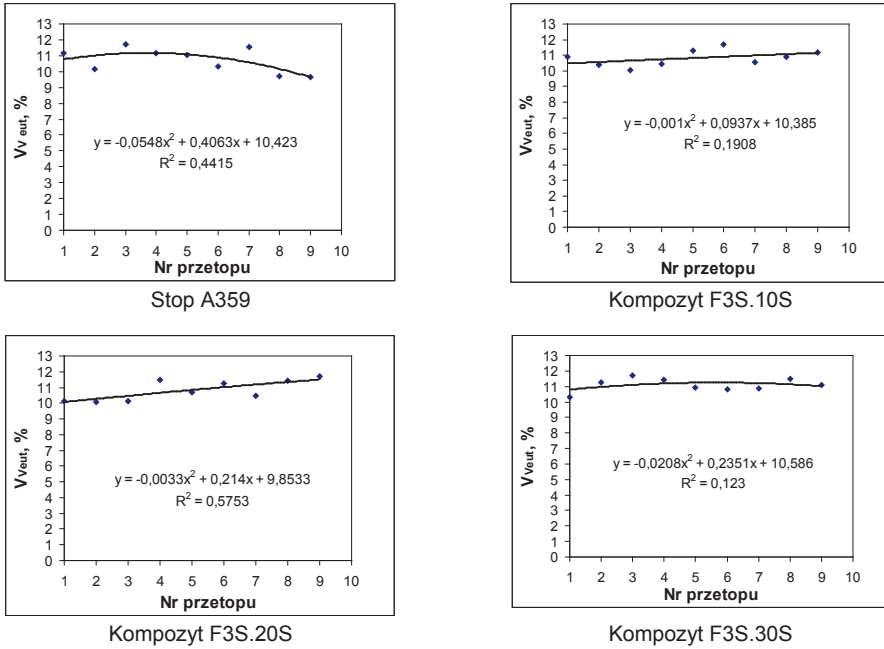 13
12
11
10
9
8
7
6
5
4
3
2
1
0
Vv eut, %
y = -0,0548x² + 0,4063x + 10,423
R² = 0,4415
1 2 3 4 5 6 7 8 9 10
Nr przetopu
Stop A359
13
12
11
10
9
8
7
6
5
4
3
2
1
0
VVeut, %
y = -0,001x² + 0,0937x + 10,385
R² = 0,1908
1 2 3 4 5 6 7 8 9 10
Nr przetopu
Kompozyt F3S.10S
13
12
11
10
9
8
7
6
5
4
3
2
1
0
VVeut, %
y = -0,0033x² + 0,214x + 9,8533
R² = 0,5753
1 2 3 4 5 6 7 8 9 10
Nr przetopu
Kompozyt F3S.20S
13
12
11
10
9
8
7
6
5
4
3
2
1
0
VVeut, %
y = -0,0208x² + 0,2351x + 10,586
R² = 0,123
1 2 3 4 5 6 7 8 9 10
Nr przetopu
Kompozyt F3S.30S